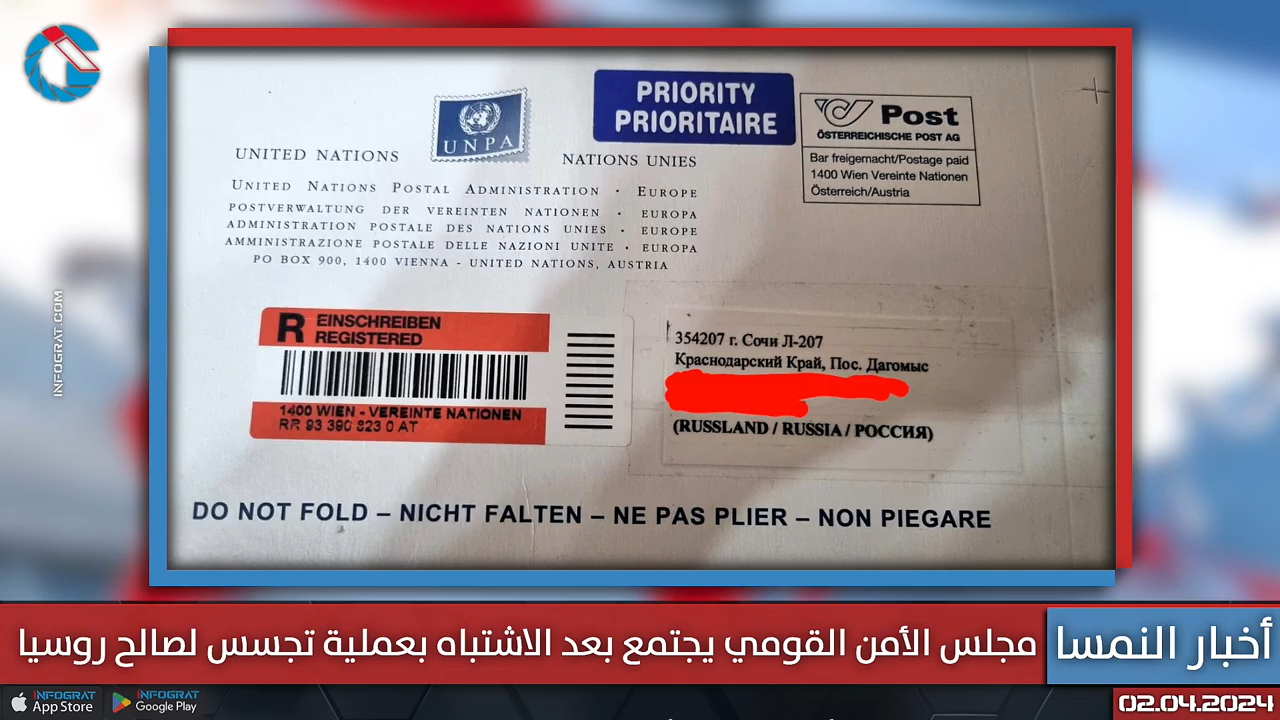 PRIORITY
PRIORITAIRE
Post
ÖSTERREICHISCHE POST AG
Bar freigemacht/Postage paid
1400 Wien Vereinte Nationen
Österreich/Austria
UNPA
UNITED NATIONS
NATIONS UNIES
UNITED NATIONS POSTAL ADMINISTRATION • EUROPE
POSTVERWALTUNG DER VEREINTEN NATIONEN • EUROPA
ADMINISTRATION POSTALE DES NATIONS UNIES • EUROPE
AMMINISTRAZIONE POSTALE DELLE NAZIONI UNITE • EUROPA
PO BOX 900, 1400 VIENNA - UNITED NATIONS, AUSTRIA
R EINSCHREIBEN
REGISTERED
1400 WIEN - VEREINTE NATIONEN
RR 93 390 823 0 AT
354207 г. Сочи Л-207
Краснодарский Край, Пос. Дагомыс
(RUSSLAND / RUSSIA / РОССИЯ)
DO NOT FOLD – NICHT FALTEN – NE PAS PLIER – NON PIEGARE
INFOGRAT.COM
أخبار النمسا
مجلس الأمن القومي يجتمع بعد الاشتباه بعملية تجسس لصالح روسيا
INFOGRAT
App Store
INFOGRAT
Google Play
02.04.2024